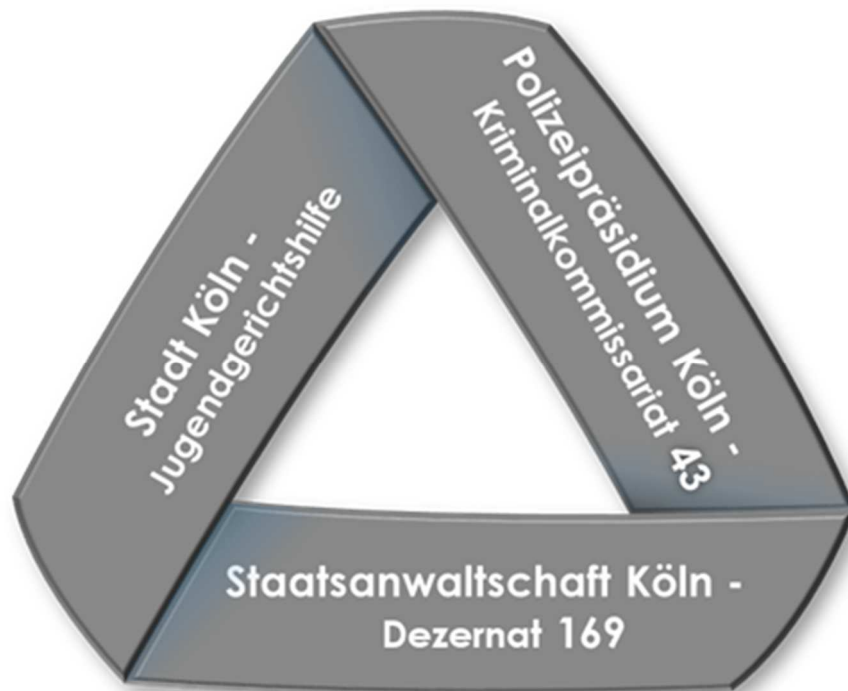 Stadt Köln -
Jugendgerichtshilfe
Polizeipräsidium Köln -
Kriminalkommissariat 43
Staatsanwaltschaft Köln -
Dezernat 169